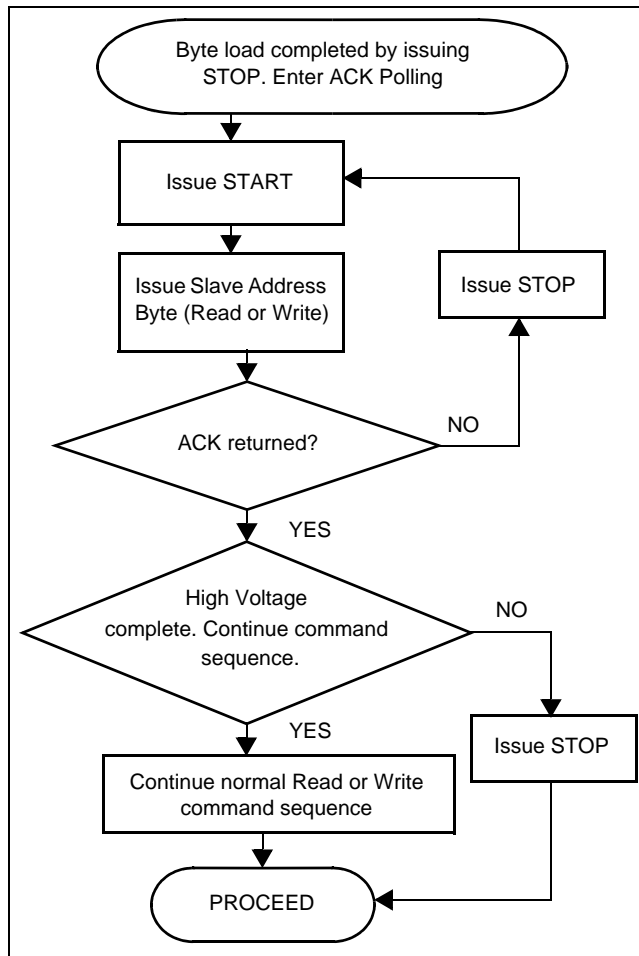 Byte load completed by issuing
STOP. Enter ACK Polling
Issue START
Issue Slave Address
Byte (Read or Write)
Issue STOP
ACK returned?
NO
YES
High Voltage
complete. Continue command
sequence.
NO
YES
Issue STOP
Continue normal Read or Write
command sequence
PROCEED